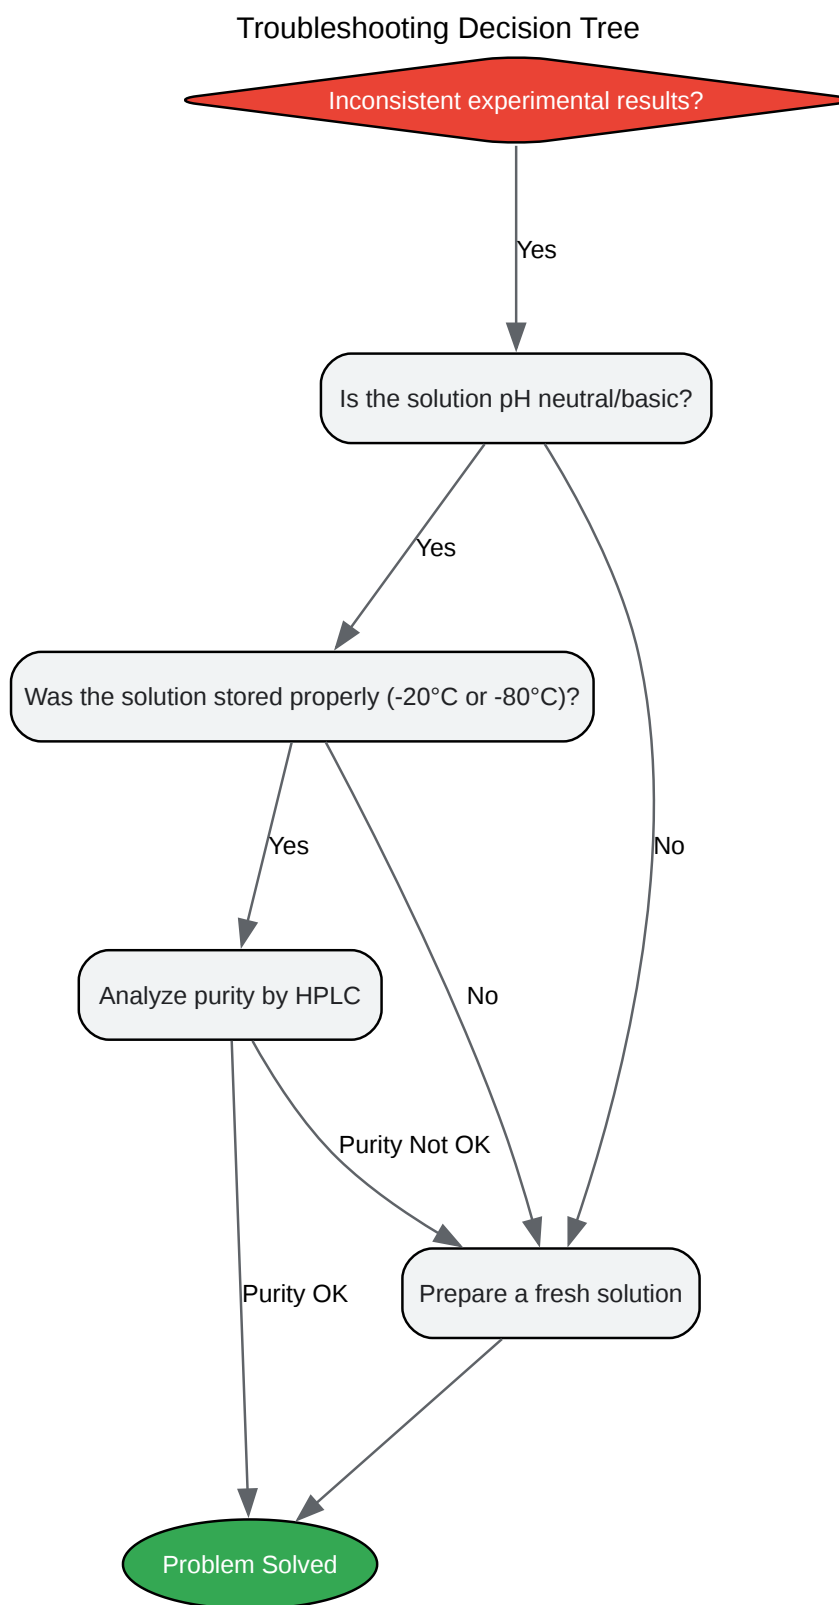 Troubleshooting Decision Tree
Inconsistent experimental results?
Yes
Is the solution pH neutral/basic?
Yes
Was the solution stored properly (-20°C or -80°C)?
Yes
No
Analyze purity by HPLC
No
Purity Not OK
Purity OK
Prepare a fresh solution
Problem Solved